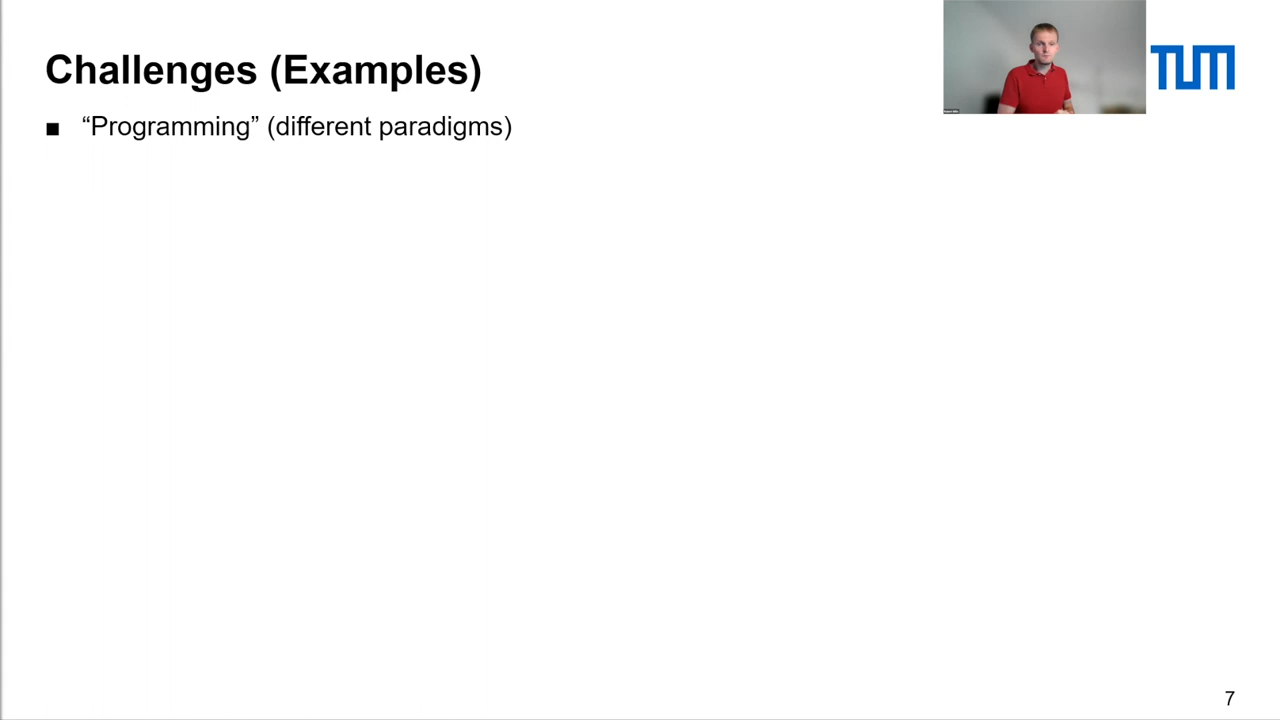 Challenges (Examples)
TUM
■ “Programming” (different paradigms)
7